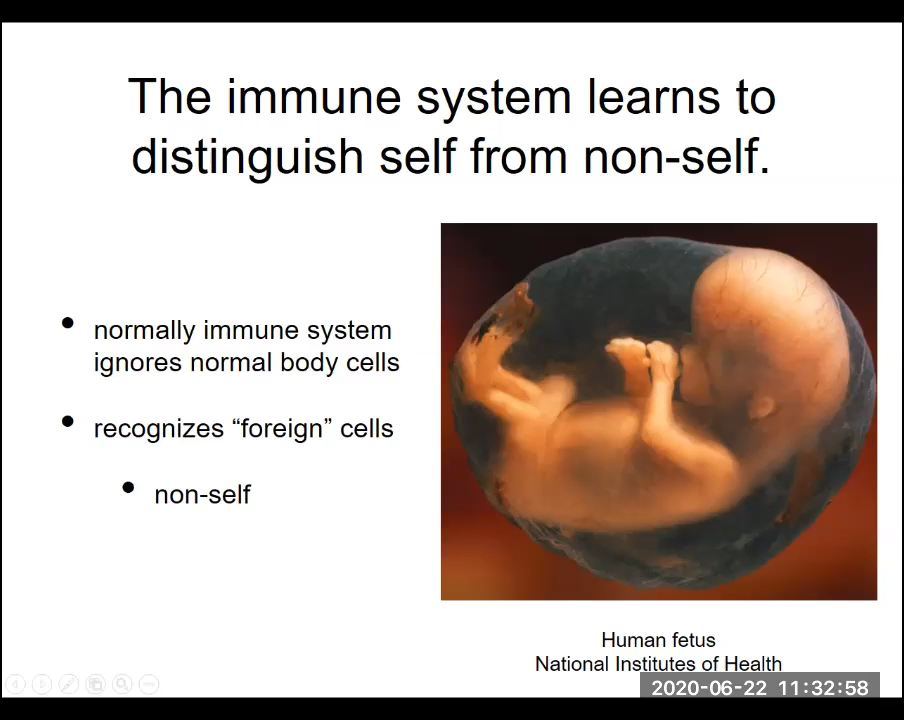 The immune system learns to
distinguish self from non-self.
• normally immune system
ignores normal body cells
• recognizes “foreign” cells
• non-self
Human fetus
National Institutes of Health
2020-06-22 11:32:58